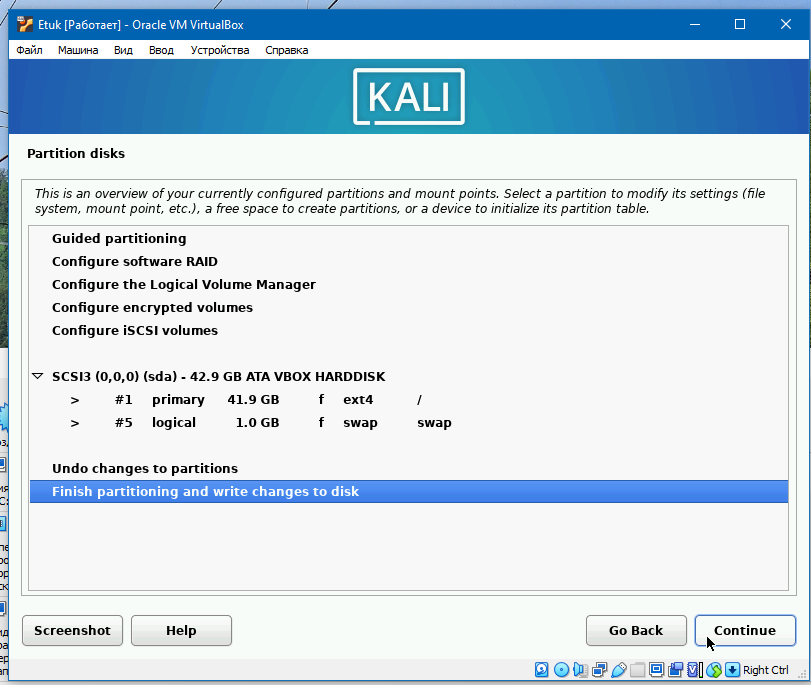 Etuk [Работает] - Oracle VM VirtualBox
Файл Машина Вид Ввод Устройства Справка
KALI
Partition disks
This is an overview of your currently configured partitions and mount points. Select a partition to modify its settings (file
system, mount point, etc.), a free space to create partitions, or a device to initialize its partition table.
Guided partitioning
Configure software RAID
Configure the Logical Volume Manager
Configure encrypted volumes
Configure iSCSI volumes
SCSI3 (0,0,0) (sda) - 42.9 GB ATA VBOX HARDDISK
> #1 primary 41.9 GB f ext4 /
> #5 logical 1.0 GB f swap swap
Undo changes to partitions
Finish partitioning and write changes to disk
Screenshot Help Go Back Continue
Right Ctrl